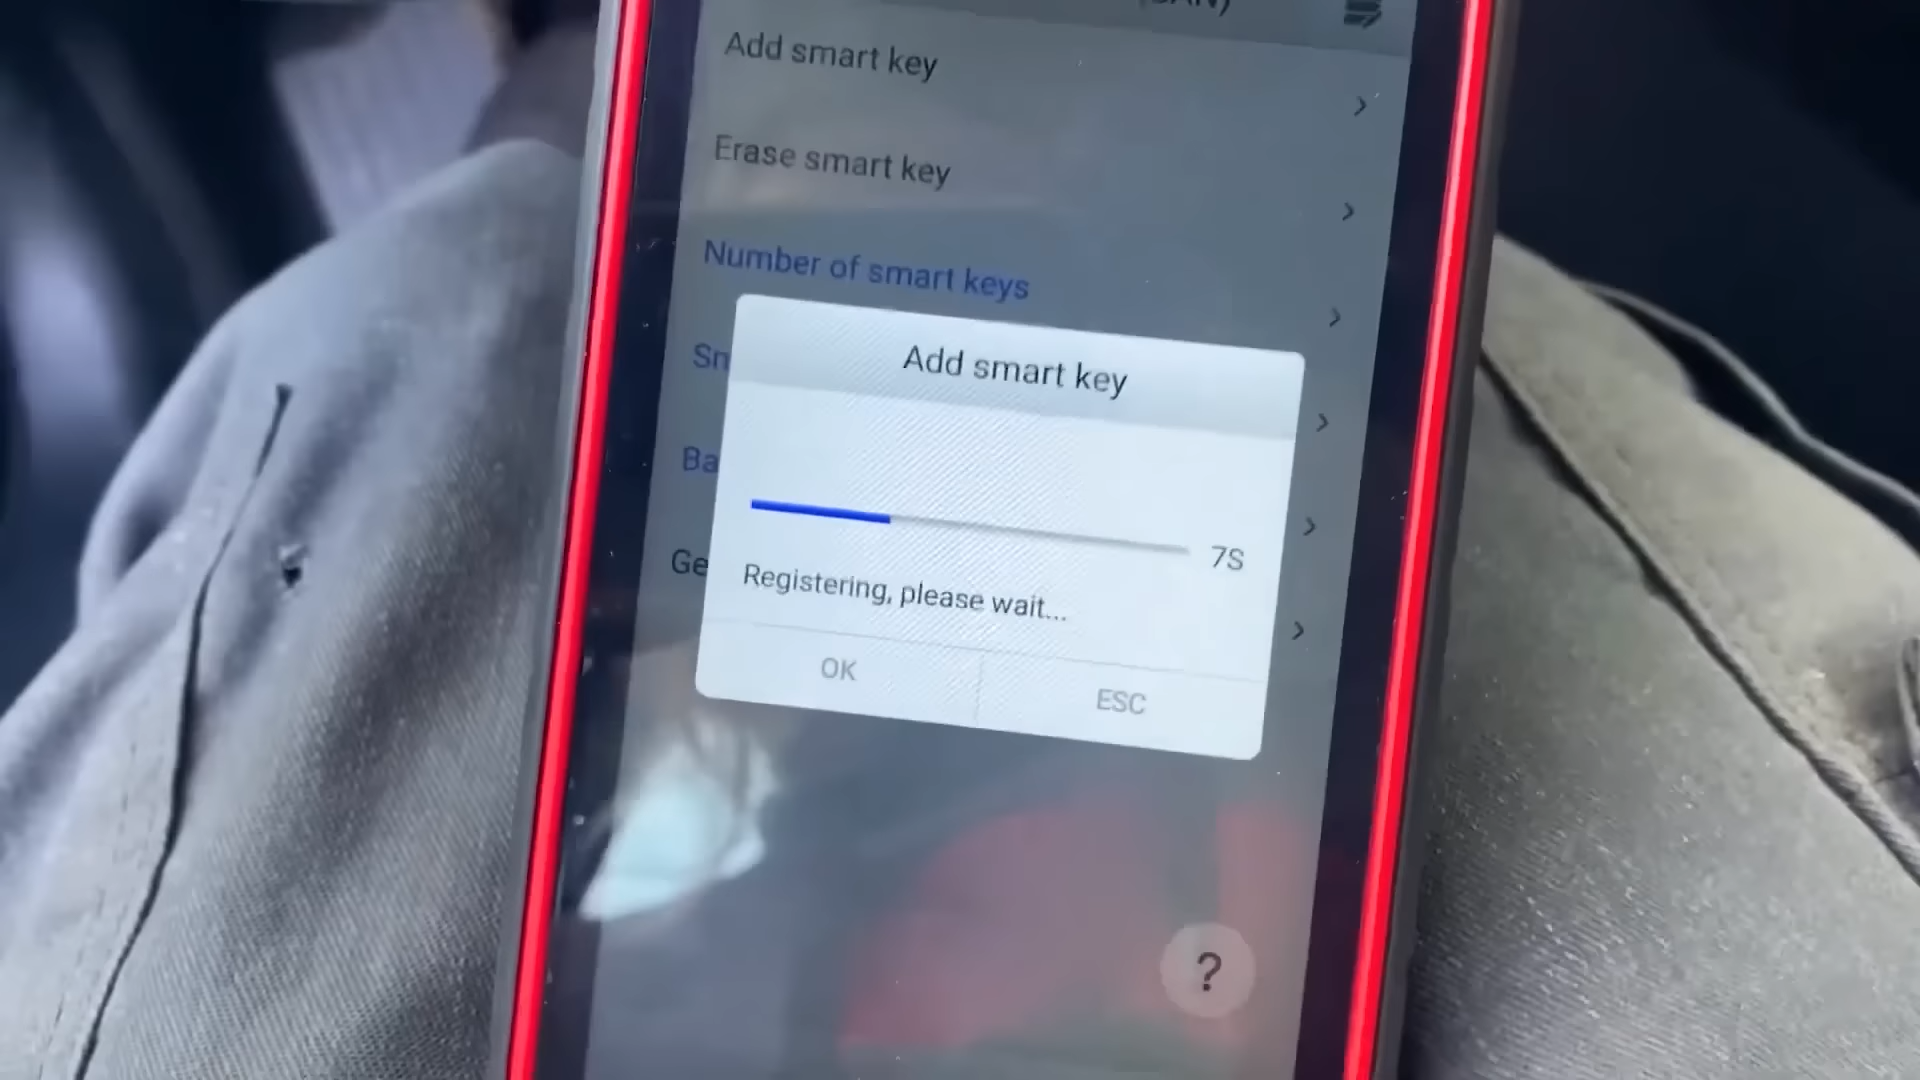 Add smart key
Erase smart key
Number of smart keys
Add smart key
7S
Registering, please wait...
OK
ESC
?